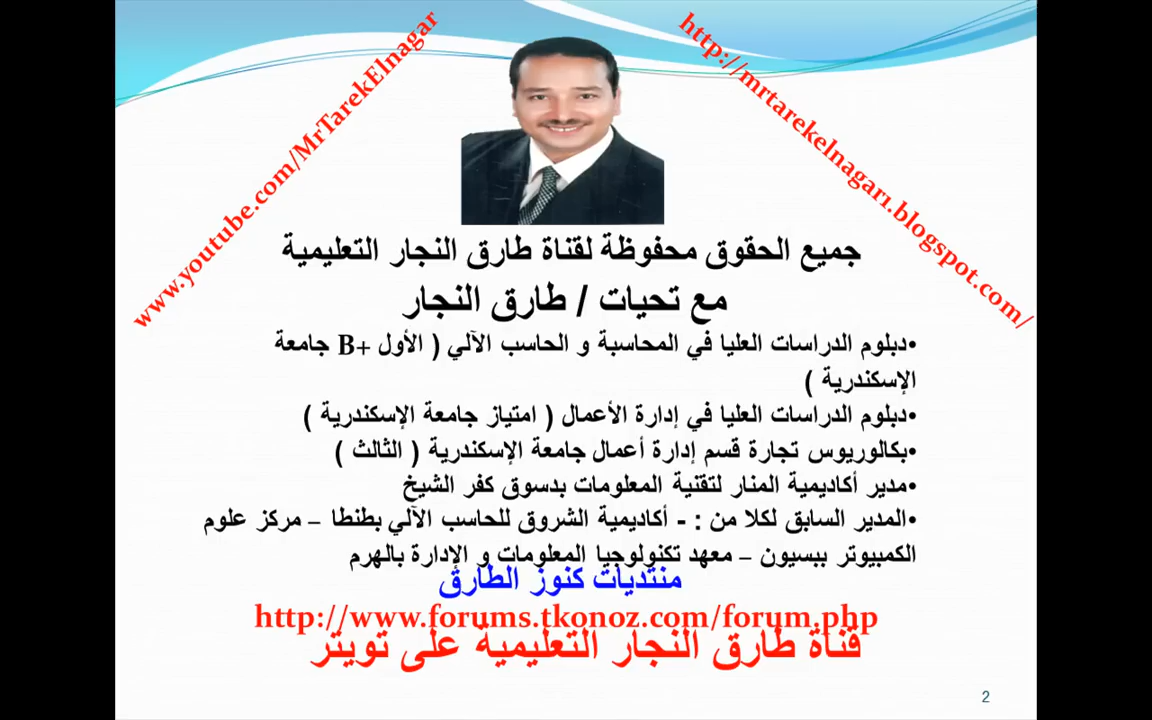 www.youtube.com/MrTarekElnagar
http://mrtarekelnagar1.blogspot.com/
جميع الحقوق محفوظة لقناة طارق النجار التعليمية
مع تحيات / طارق النجار
•دبلوم الدراسات العليا في المحاسبة و الحاسب الآلي ( الأول +B جامعة
الإسكندرية )
•دبلوم الدراسات العليا في إدارة الأعمال ( امتياز جامعة الإسكندرية )
•بكالوريوس تجارة قسم إدارة أعمال جامعة الإسكندرية ( الثالث )
•مدير أكاديمية المنار لتقنية المعلومات بدسوق كفر الشيخ
•المدير السابق لكلا من : - أكاديمية الشروق للحاسب الآلي بطنطا – مركز علوم
الكمبيوتر ببسيون – معهد تكنولوجيا المعلومات و الإدارة بالهرم
منتديات كنوز الطارق
http://www.forums.tkonoz.com/forum.php
قناة طارق النجار التعليمية على تويتر
2